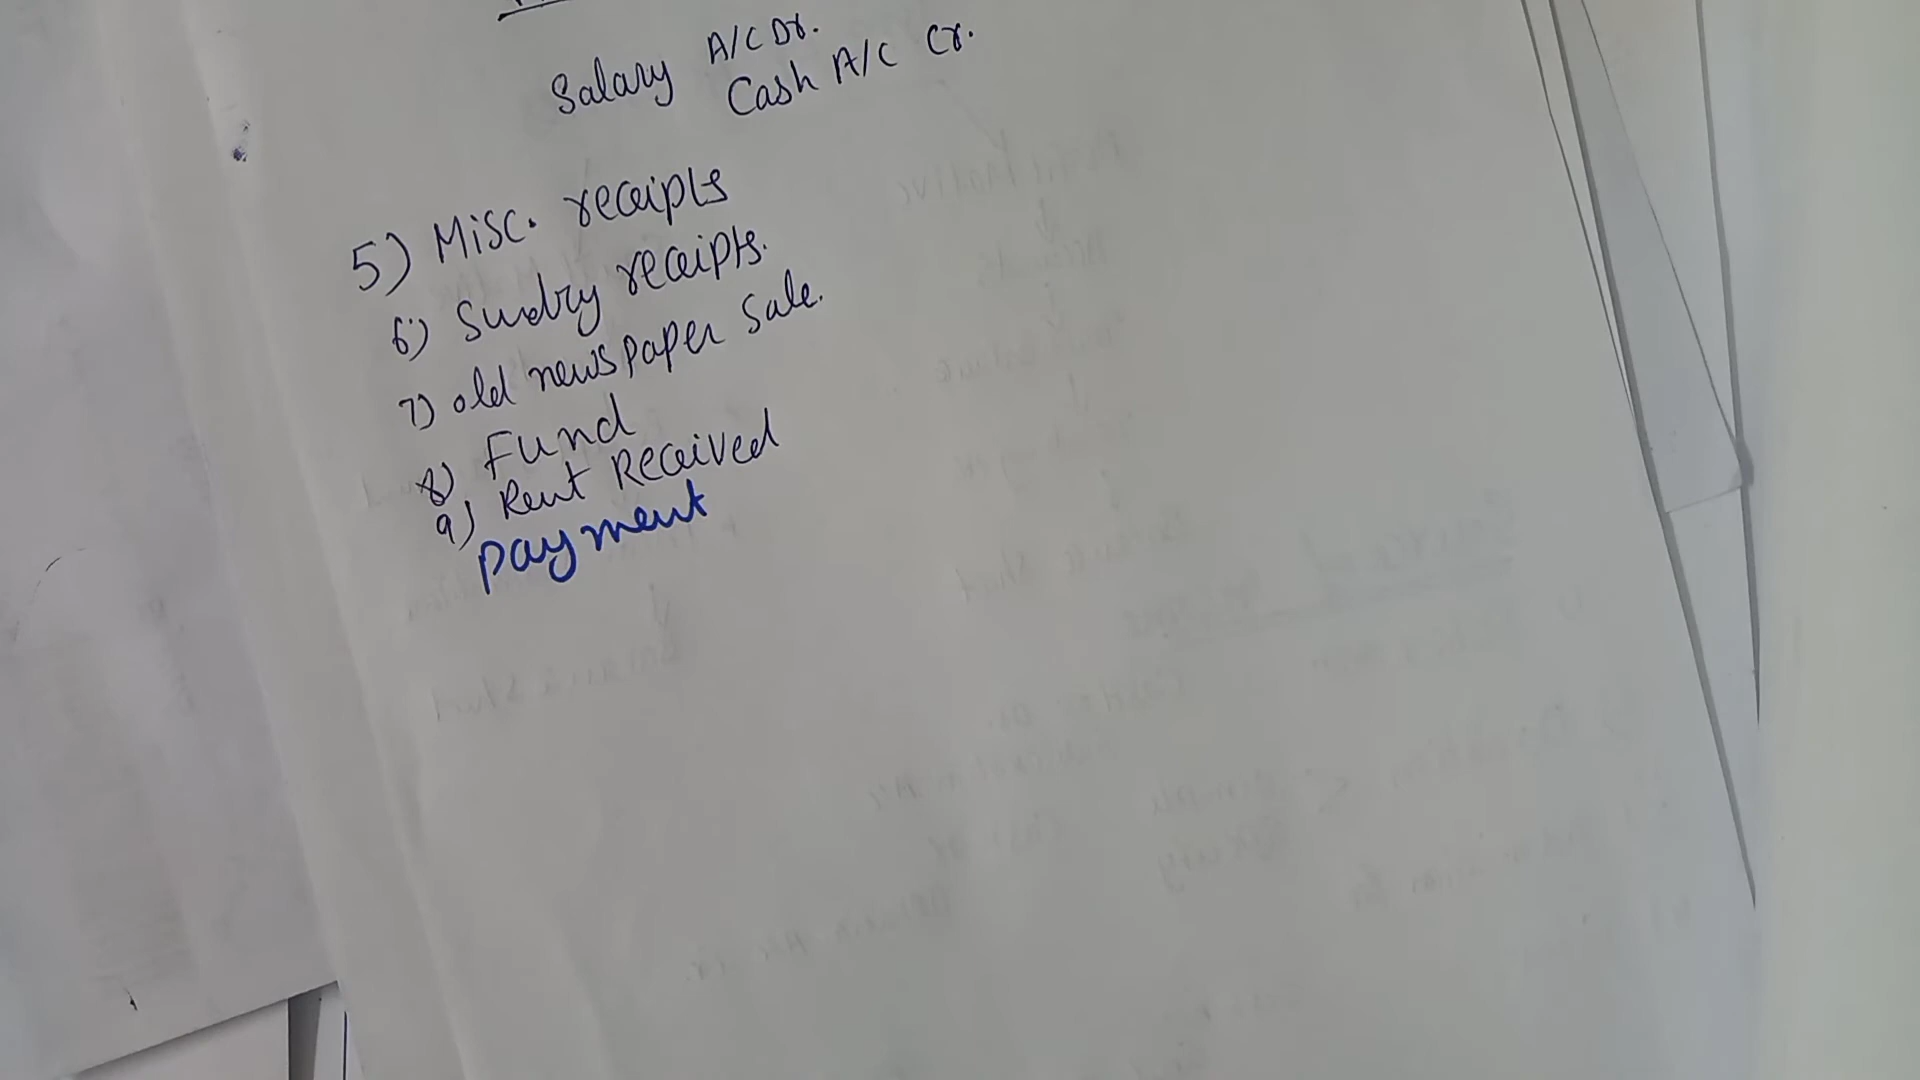 Salary A/C Dr.
Cash A/C Cr.
5) Misc. receipts
6) Sundry receipts.
7) old newspaper sale.
8) Fund
9) Rent Received
payment